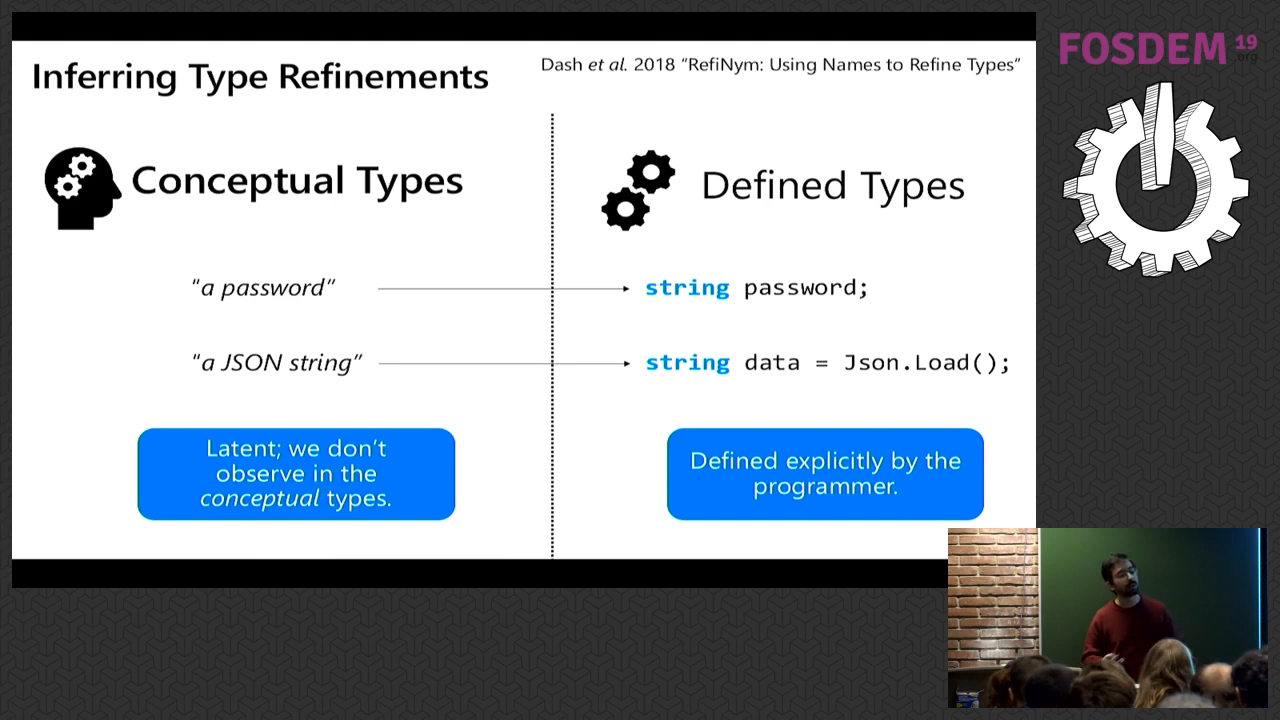 Inferring Type Refinements
Dash et al. 2018 “RefiNym: Using Names to Refine Types”
Conceptual Types
Defined Types
“a password”
string password;
“a JSON string”
string data = Json.Load();
Latent; we don’t
observe in the
conceptual types.
Defined explicitly by the
programmer.
FOSDEM 19
.org